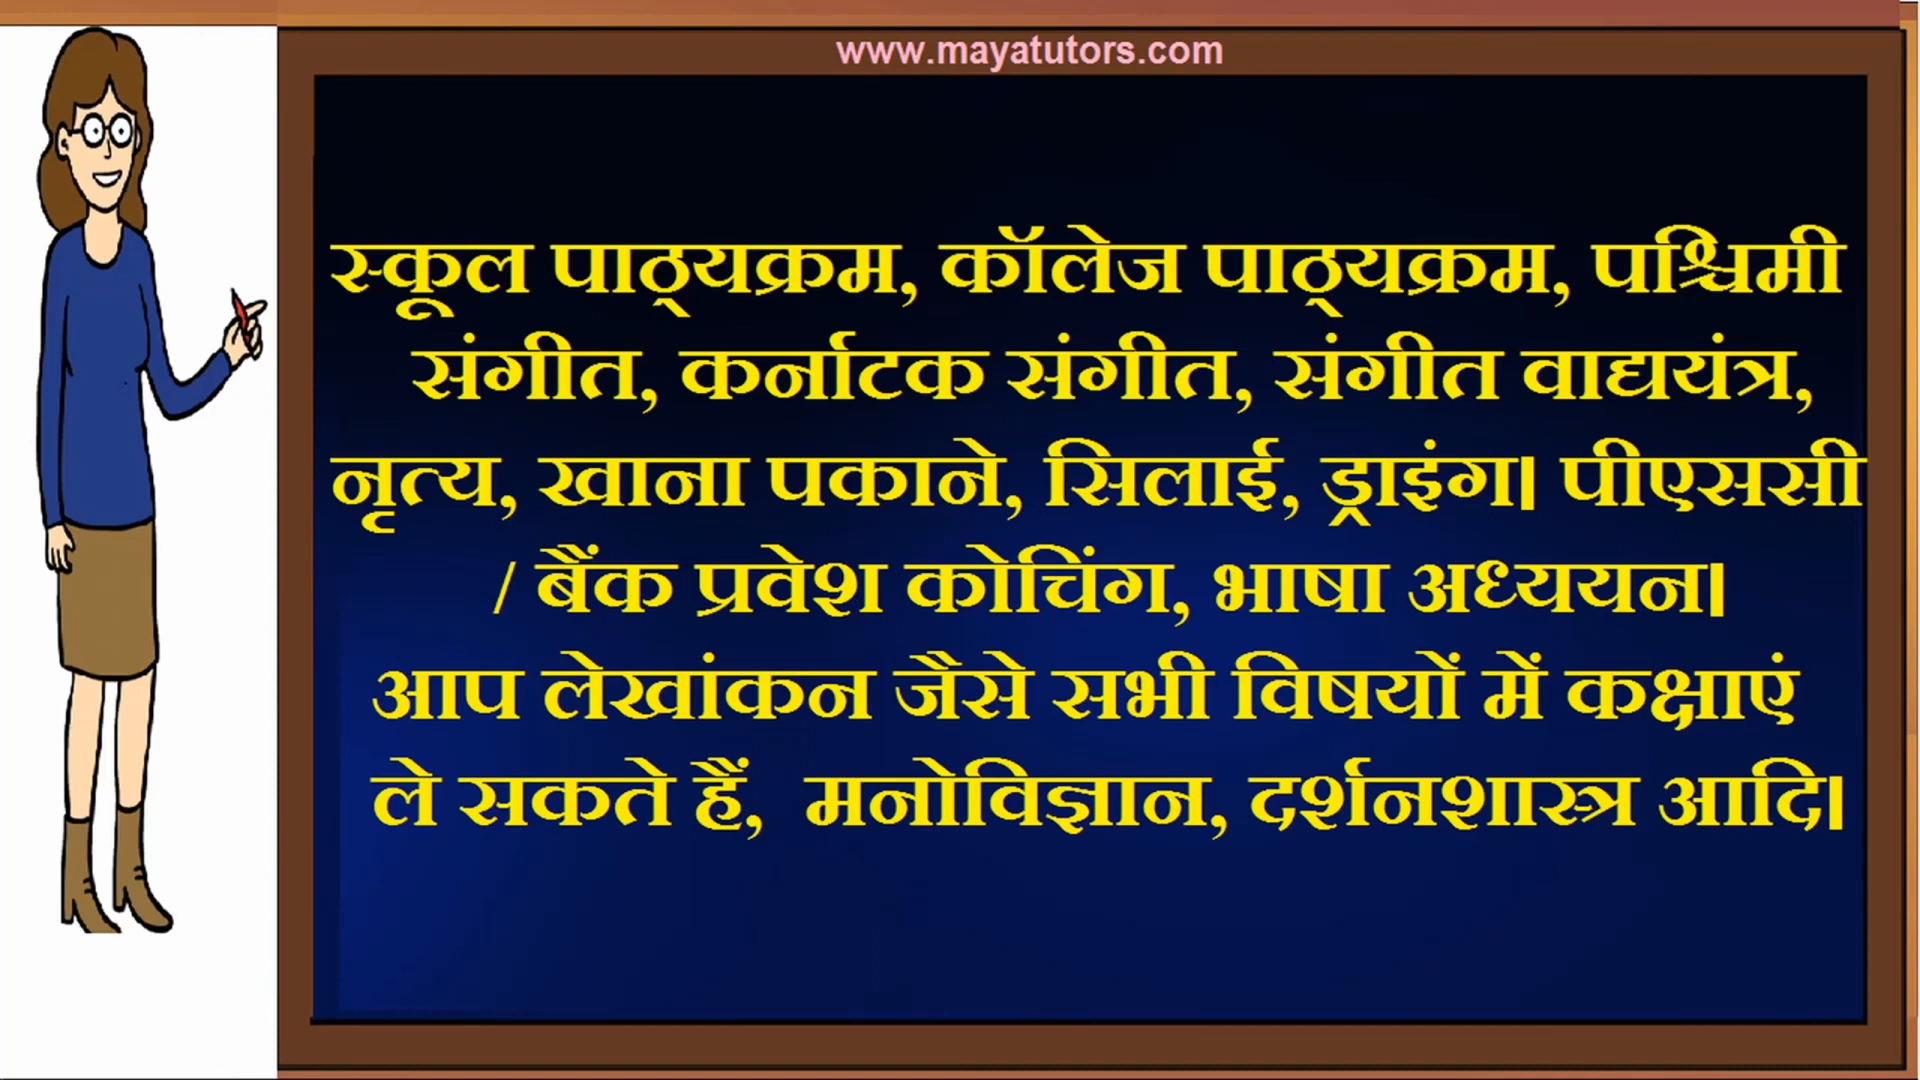 www.mayatutors.com
स्कूल पाठ्यक्रम, कॉलेज पाठ्यक्रम, पश्चिमी
संगीत, कर्नाटक संगीत, संगीत वाद्ययंत्र,
नृत्य, खाना पकाने, सिलाई, ड्राइंग। पीएससी
/ बैंक प्रवेश कोचिंग, भाषा अध्ययन।
आप लेखांकन जैसे सभी विषयों में कक्षाएं
ले सकते हैं, मनोविज्ञान, दर्शनशास्त्र आदि।